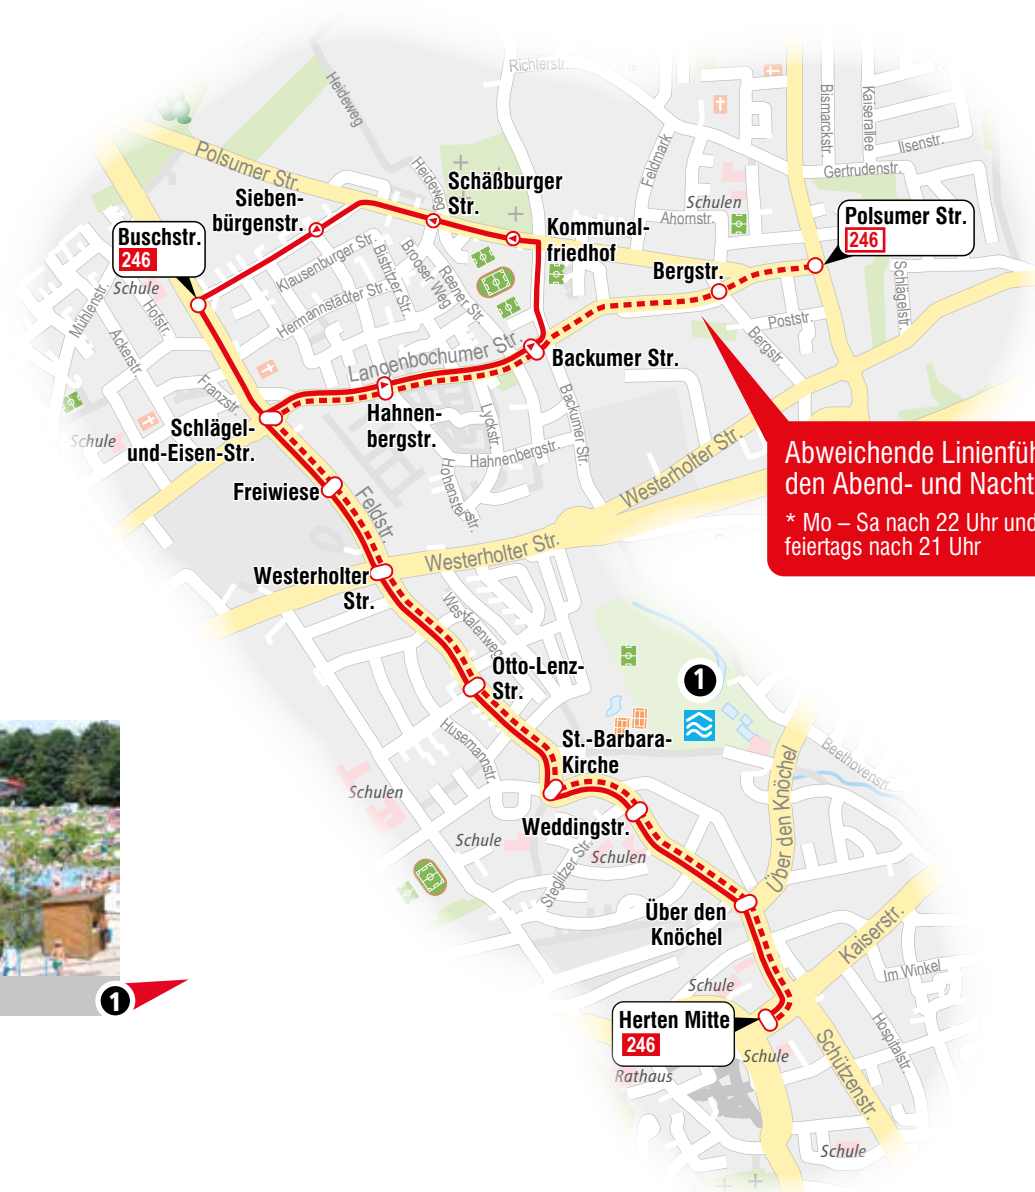 Richterstr.
Heideweg
Bismarckstr.
Kaiserallee
Ilsenstr.
Feldmark
Gertrudenstr.
Polsumer Str.
Heideweg
Schäßburger
Str.
Schulen
Ahornstr.
Sieben-
bürgenstr.
Polsumer Str.
246
Kommunal-
friedhof
Buschstr.
246
Schule
Bergstr.
Klausenburger Str.
Bistritzer Str.
Brooser Weg
Reener Str.
Schlägelstr.
Mühlenstr.
Hofstr.
Hermannstädter Str.
Poststr.
Bergstr.
Ackerstr.
Langenbochumer Str.
Backumer Str.
Franzstr.
Hahnen-
bergstr.
Lyckstr.
Backumer Str.
Schlägel-
und-Eisen-Str.
Schule
Hahnenbergstr.
Hohensteinstr.
Westerholter Str.
Abweichende Linienfüh
den Abend- und Nacht
* Mo – Sa nach 22 Uhr und
feiertags nach 21 Uhr
Freiwiese
Feldstr.
Westerholter Str.
Westerholter
Str.
Westfalenweg
Otto-Lenz-
Str.
1
Husemannstr.
St.-Barbara-
Kirche
Beethovenstr.
Über den Knöchel
Schulen
Weddingstr.
Schule
Schulen
Steglitzer Str.
Über den
Knöchel
Kaiserstr.
Im Winkel
Schule
1
Herten Mitte
246
Hospitalstr.
Schützenstr.
Schule
Rathaus
Schule